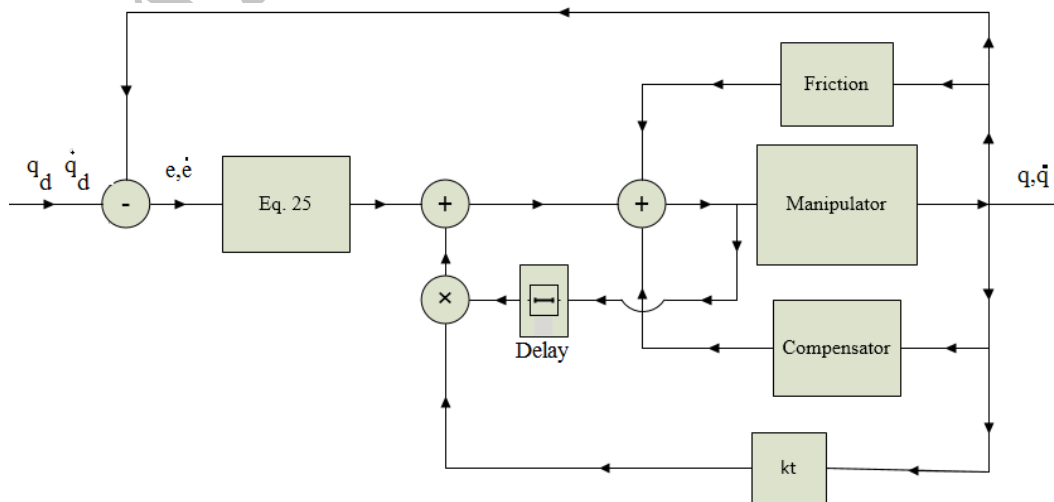 Friction
q_d q̇_d
e,ė
q,q̇
Eq. 25
+
+
Manipulator
-
×
Delay
Compensator
kt